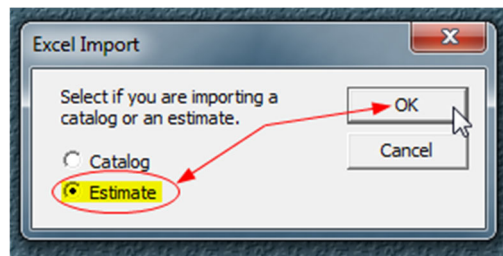 Excel Import
Select if you are importing a
catalog or an estimate.
OK
Cancel
Catalog
Estimate